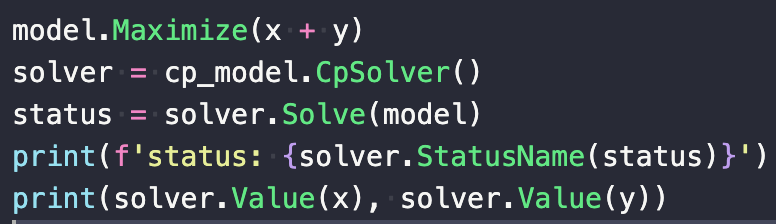 model.Maximize(x + y)
solver = cp_model.CpSolver()
status = solver.Solve(model)
print(f'status: {solver.StatusName(status)}')
print(solver.Value(x), solver.Value(y))